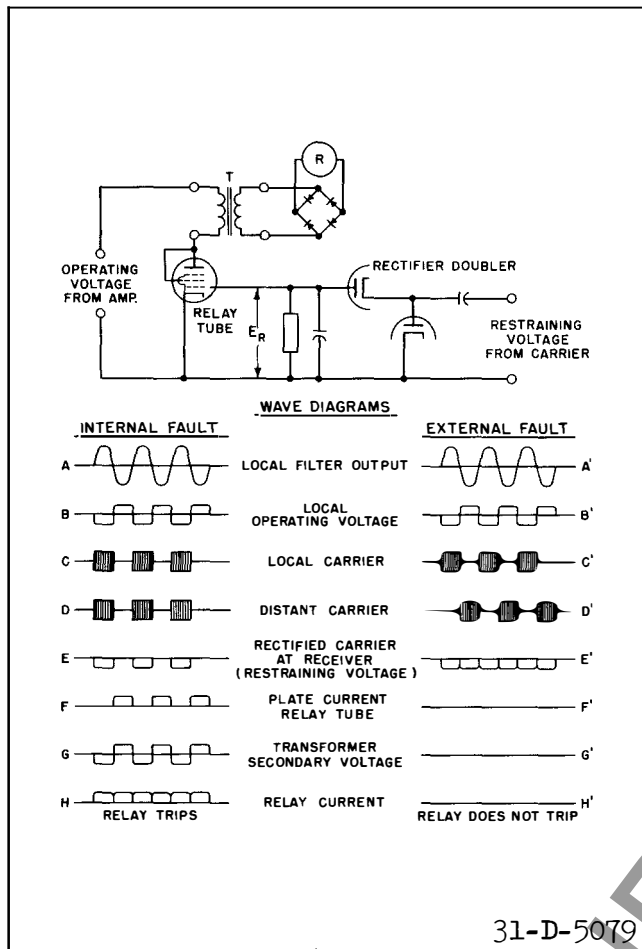 T
R
OPERATING
VOLTAGE
FROM AMP.
RELAY
TUBE
E_R
RECTIFIER DOUBLER
RESTRAINING
VOLTAGE
FROM CARRIER
WAVE DIAGRAMS
INTERNAL FAULT
EXTERNAL FAULT
A LOCAL FILTER OUTPUT A'
B LOCAL B'
OPERATING VOLTAGE
C LOCAL CARRIER C'
D DISTANT CARRIER D'
RECTIFIED CARRIER
E AT RECEIVER E'
(RESTRAINING VOLTAGE)
F PLATE CURRENT F'
RELAY TUBE
G TRANSFORMER G'
SECONDARY VOLTAGE
H RELAY CURRENT H'
RELAY TRIPS RELAY DOES NOT TRIP
31-D-5079